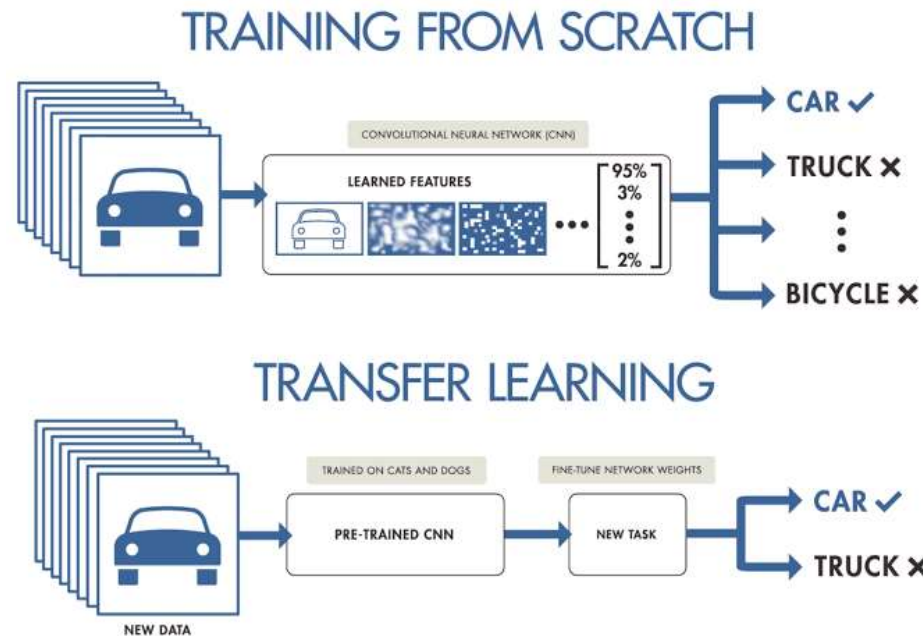 TRAINING FROM SCRATCH
CONVOLUTIONAL NEURAL NETWORK (CNN)
LEARNED FEATURES
95%
3%
2%
CAR ✓
TRUCK ✕
BICYCLE ✕
TRANSFER LEARNING
TRAINED ON CATS AND DOGS
FINE-TUNE NETWORK WEIGHTS
PRE-TRAINED CNN
NEW TASK
CAR ✓
TRUCK ✕
NEW DATA